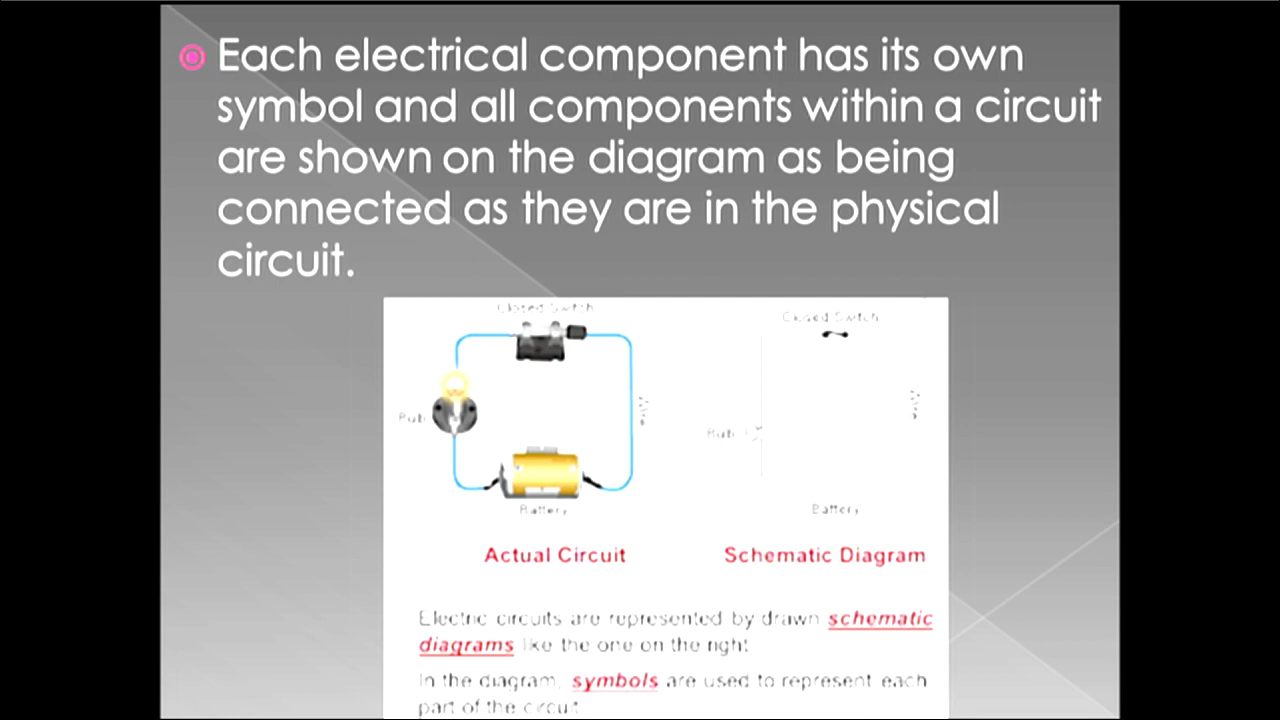 Each electrical component has its own
symbol and all components within a circuit
are shown on the diagram as being
connected as they are in the physical
circuit.
Closed Switch
Closed Switch
Battery
Battery
Actual Circuit
Schematic Diagram
Electric circuits are represented by drawn schematic
diagrams like the one on the right
In the diagram, symbols are used to represent each
part of the circuit